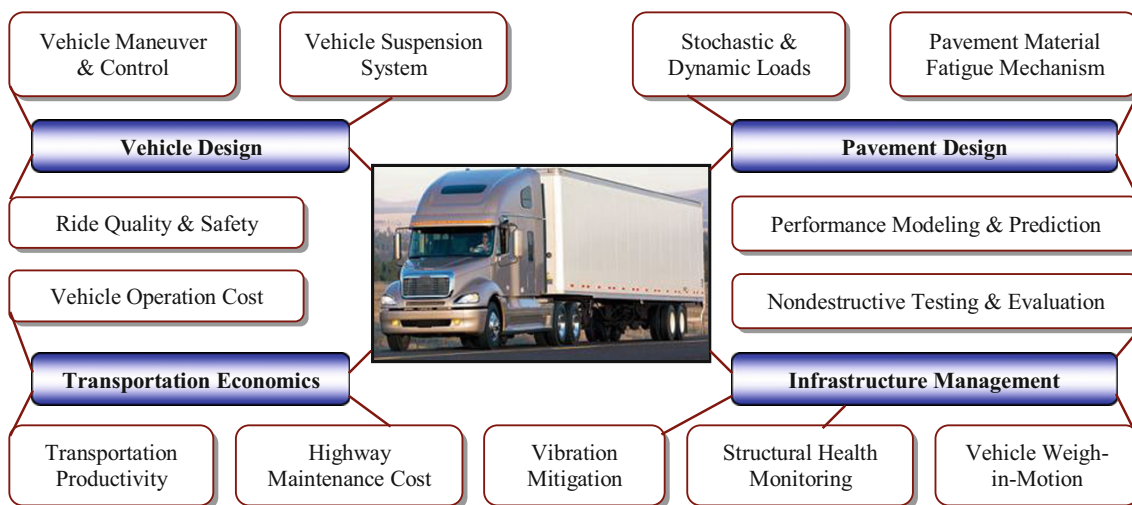 Vehicle Maneuver
& Control
Vehicle Suspension
System
Stochastic &
Dynamic Loads
Pavement Material
Fatigue Mechanism
Vehicle Design
Pavement Design
Ride Quality & Safety
Performance Modeling & Prediction
Vehicle Operation Cost
Nondestructive Testing & Evaluation
Transportation Economics
Infrastructure Management
Transportation
Productivity
Highway
Maintenance Cost
Vibration
Mitigation
Structural Health
Monitoring
Vehicle Weigh-
in-Motion